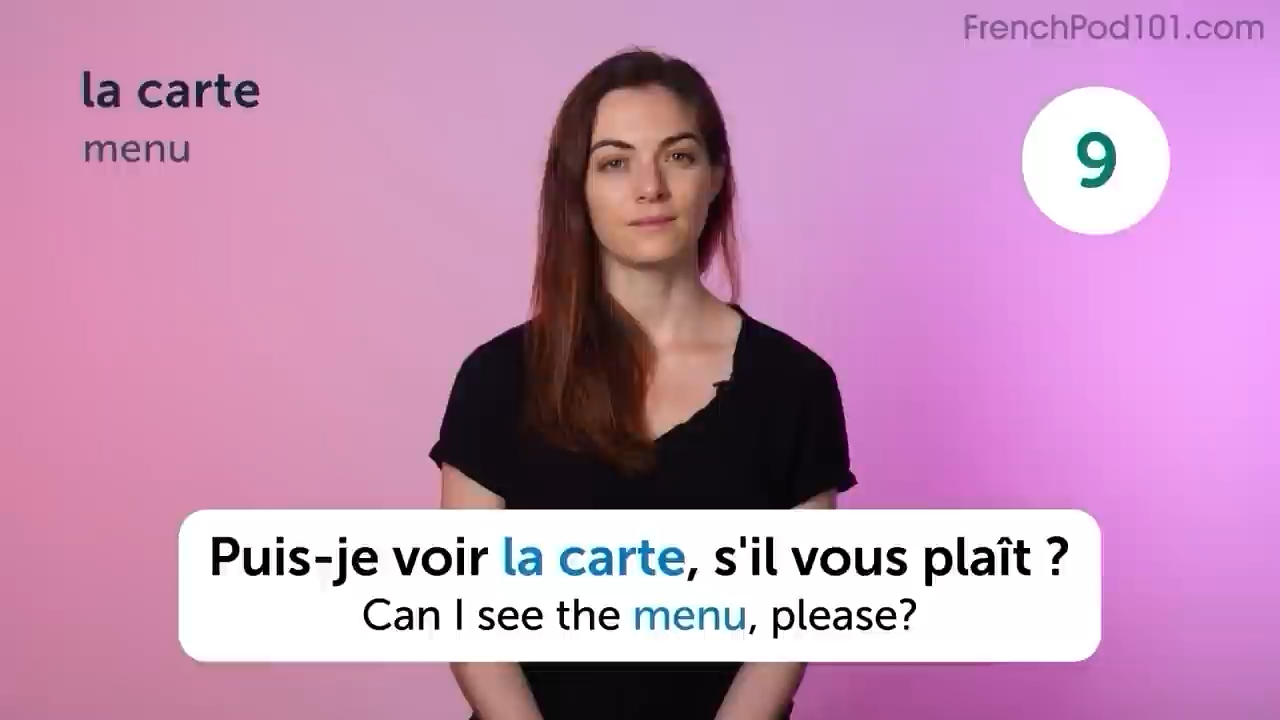 FrenchPod101.com
la carte
menu
9
Puis-je voir la carte, s'il vous plaît ?
Can I see the menu, please?